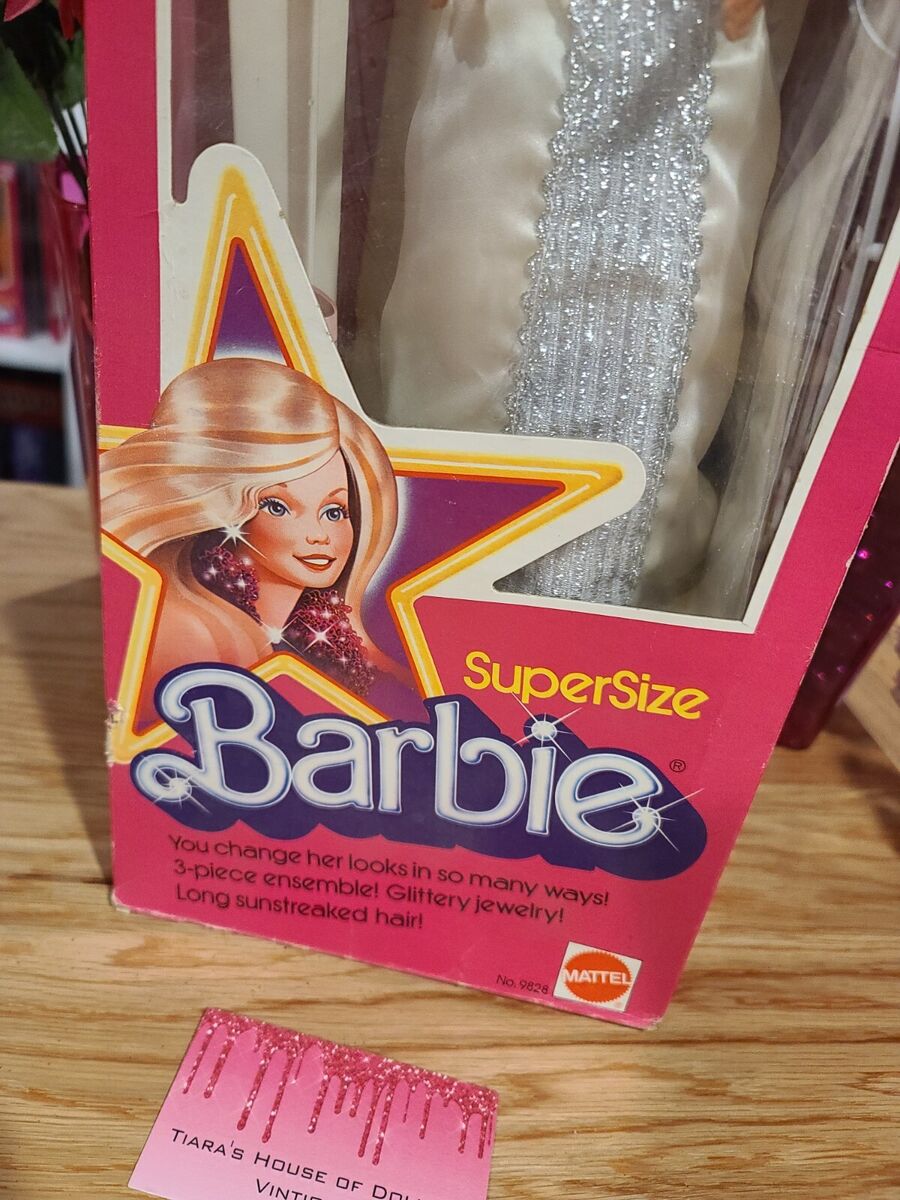 SuperSize
Barbie®
You change her looks in so many ways!
3-piece ensemble! Glittery jewelry!
Long sunstreaked hair!
No. 9828
MATTEL
TIARA'S HOUSE OF